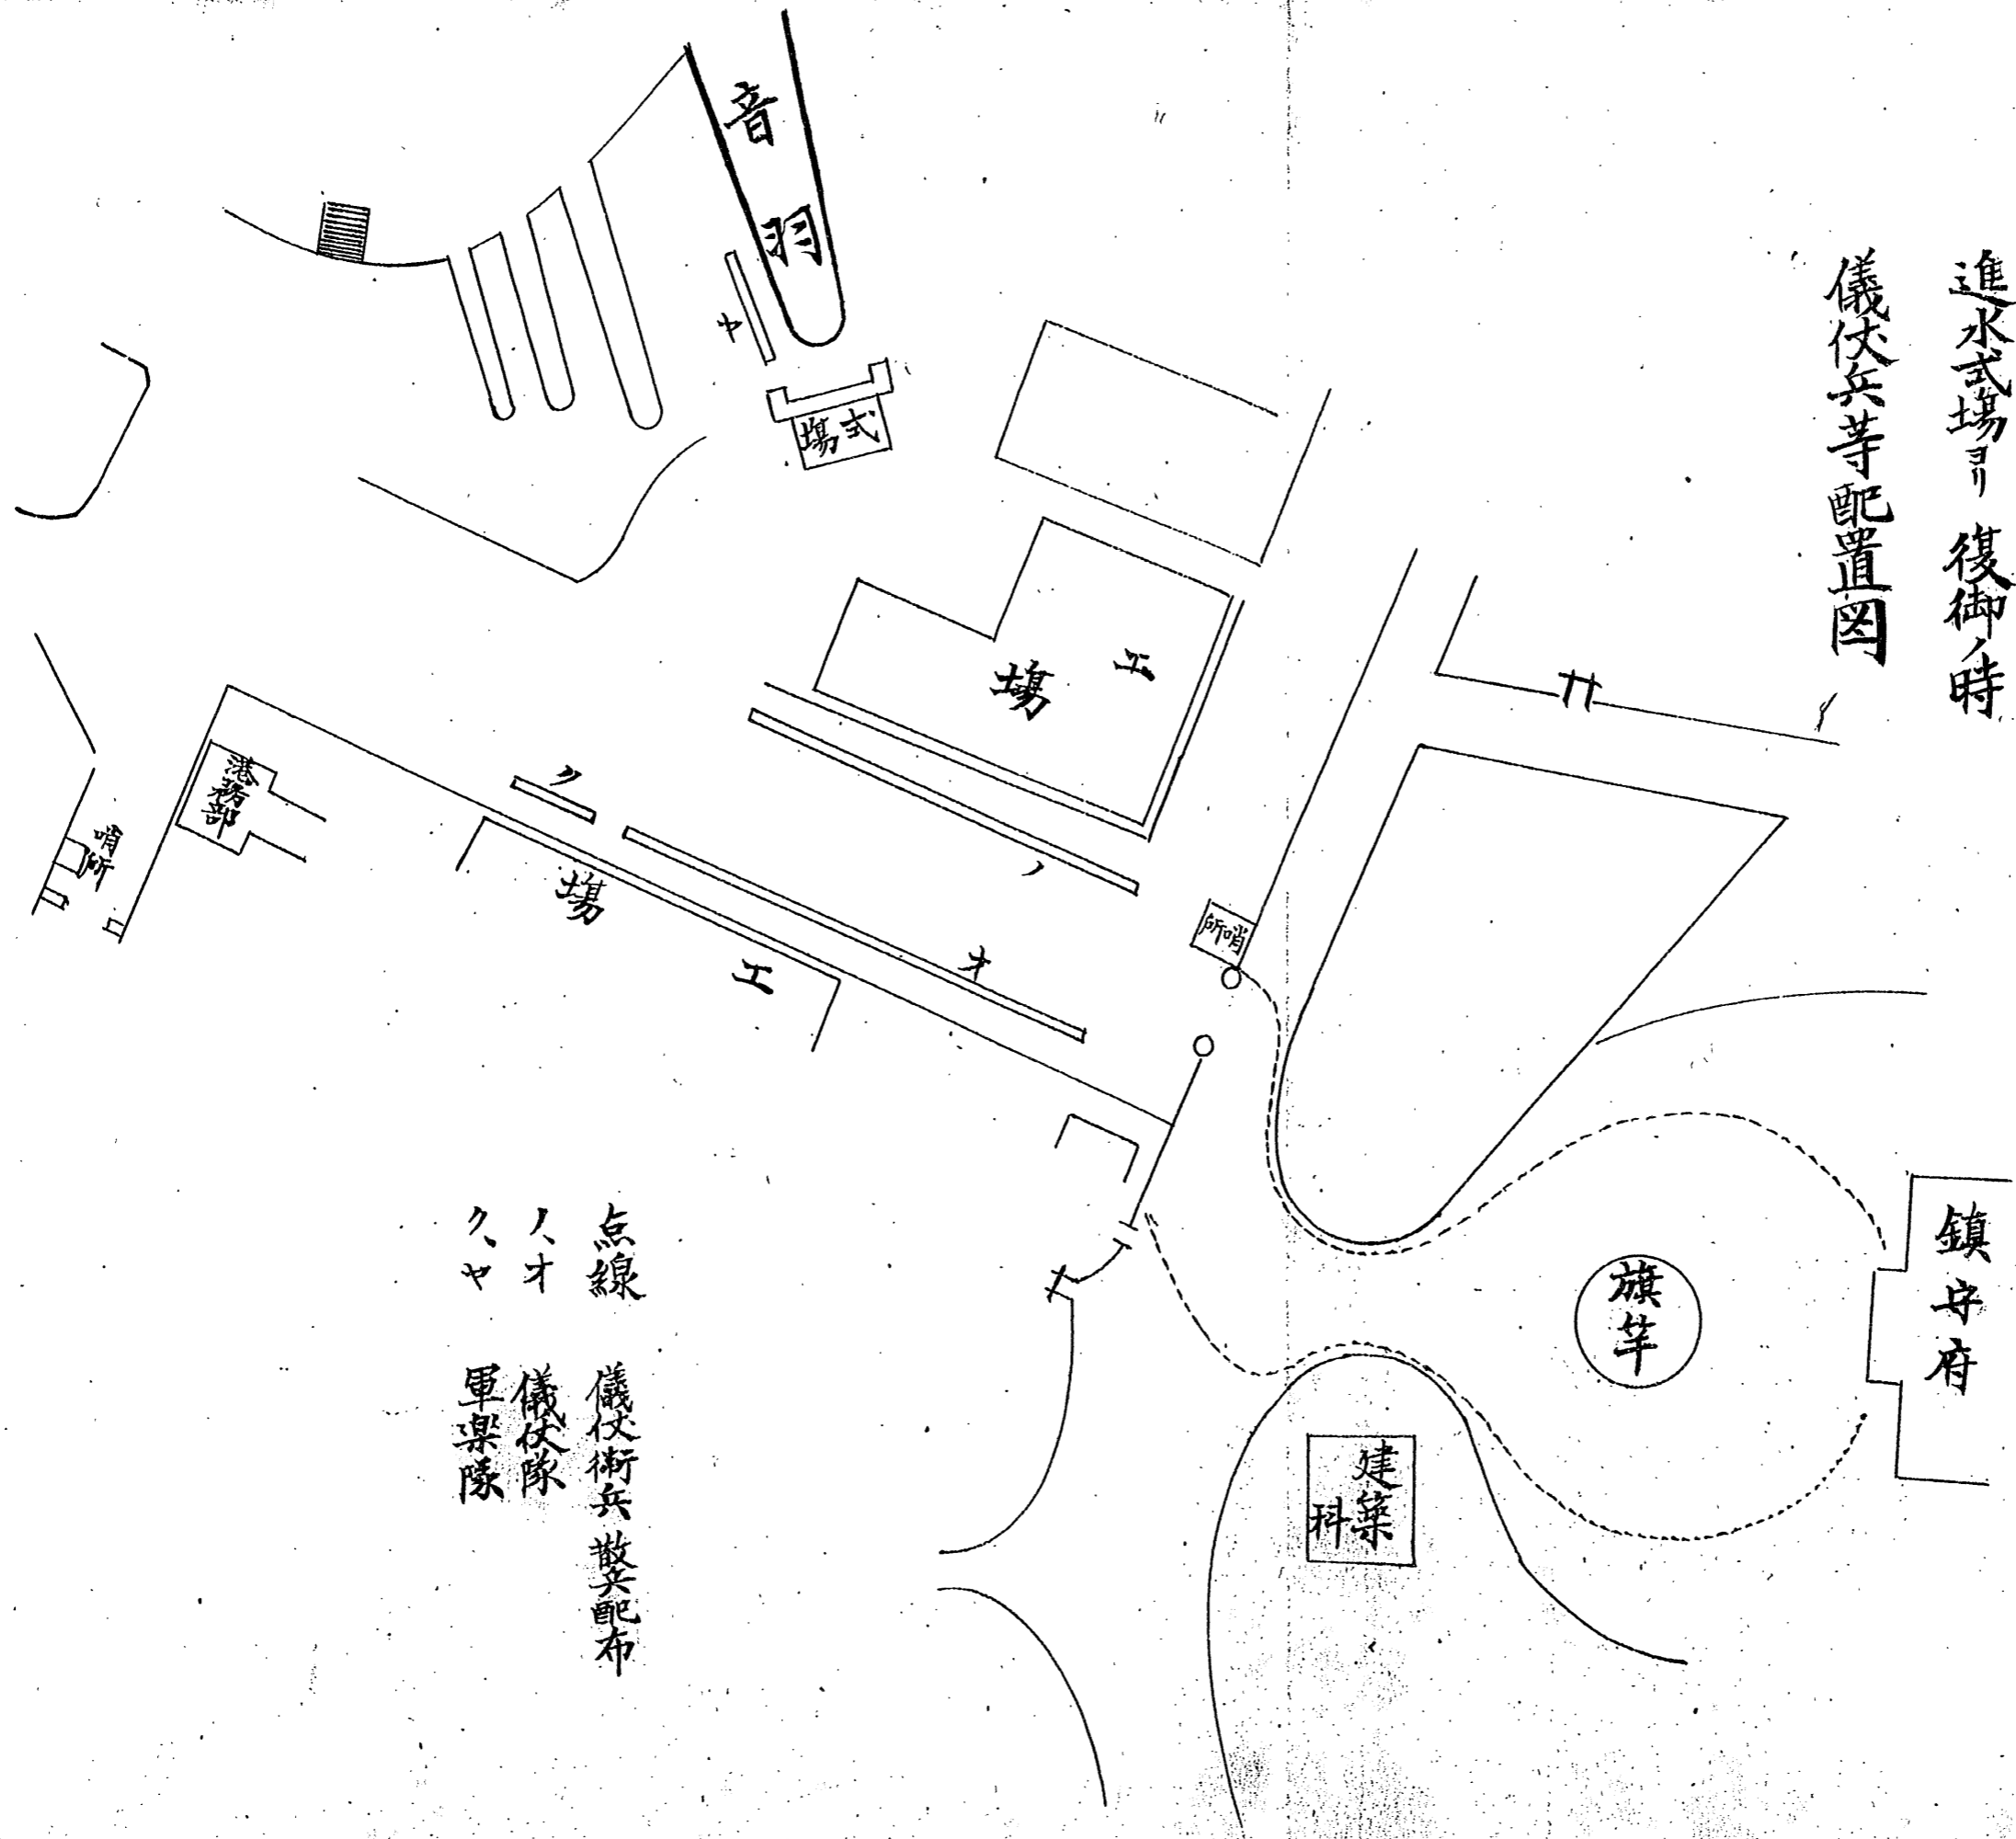 進水式場ヨリ復御ノ時
儀仗兵等配置図
音羽
ヤ
式場
工場
ノ
哨所
ク
オ
工場
港務部
哨所
鎮守府
旗竿
建築科
点線 儀仗衛兵散兵配布
ノ、オ 儀仗隊
ク、ヤ 軍楽隊